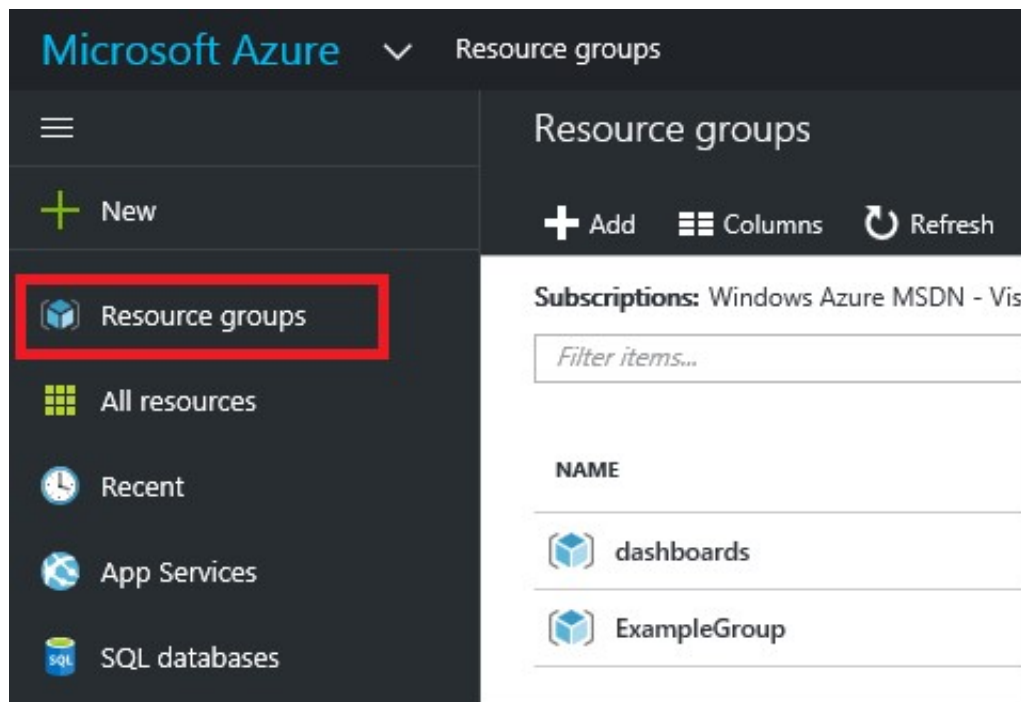 Microsoft Azure Resource groups
New
Resource groups
All resources
Recent
App Services
SQL
SQL databases
Resource groups
Add Columns Refresh
Subscriptions: Windows Azure MSDN - Vis
Filter items...
NAME
dashboards
ExampleGroup